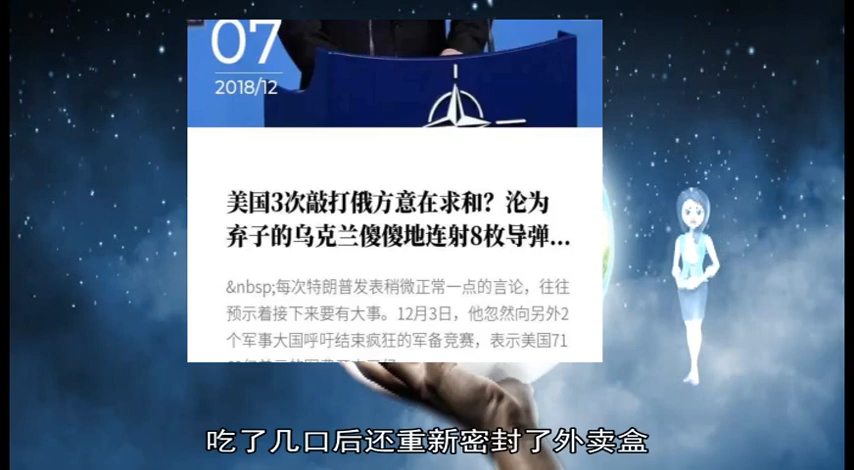 07
2018/12
美国3次敲打俄方意在求和？沦为
弃子的乌克兰傻傻地连射8枚导弹...
&nbsp;每次特朗普发表稍微正常一点的言论，往往
预示着接下来要有大事。12月3日，他忽然向另外2
个军事大国呼吁结束疯狂的军备竞赛，表示美国71
吃了几口后还重新密封了外卖盒